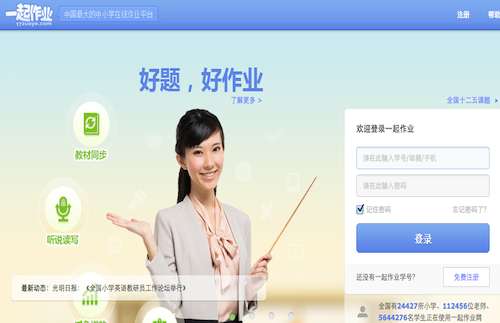 一起作业
17zuoye.com
中国最大的中小学在线作业平台
注册
帮助
好题，好作业
了解更多 >
全国十二五课题 >
教材同步
听说读写
欢迎登录一起作业
请在此输入学号/邮箱/手机
请在此输入密码
记住密码
忘记密码了?
登录
还没有一起作业学号?
免费注册
最新动态: 光明日报: 《全国小学英语教研员工作论坛举行》
全国有24427所小学、112456位老师、
5644276名学生正在使用一起作业网